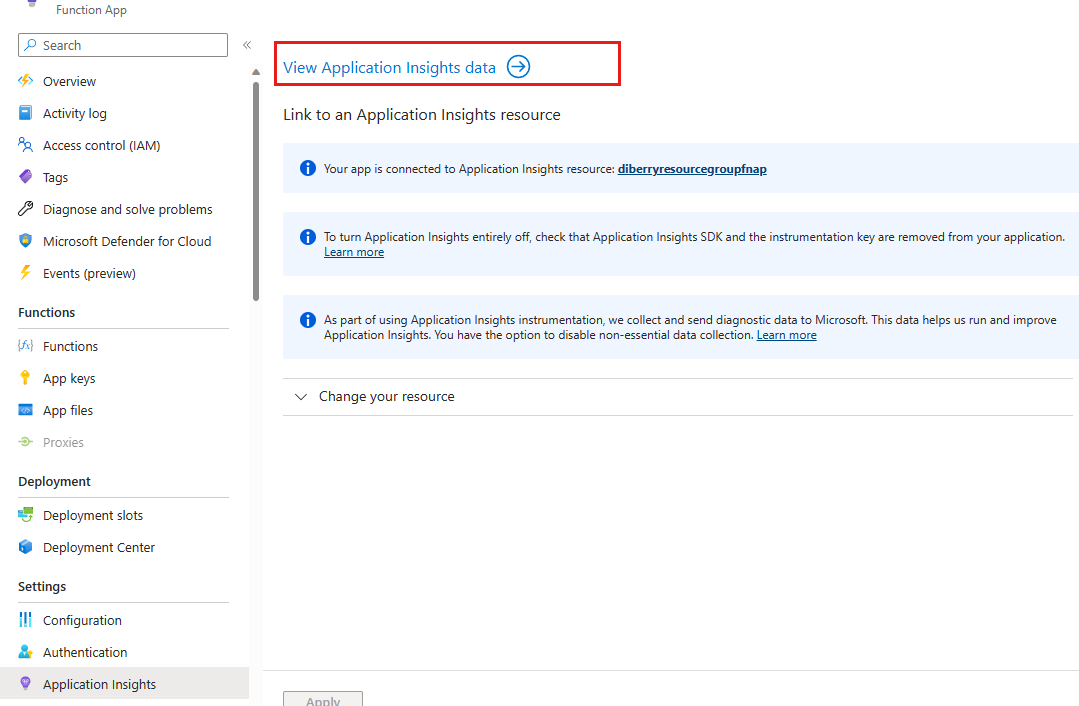 Function App
Search
Overview
Activity log
Access control (IAM)
Tags
Diagnose and solve problems
Microsoft Defender for Cloud
Events (preview)
Functions
Functions
App keys
App files
Proxies
Deployment
Deployment slots
Deployment Center
Settings
Configuration
Authentication
Application Insights
View Application Insights data
Link to an Application Insights resource
Your app is connected to Application Insights resource: diberryresourcegroupfnap
To turn Application Insights entirely off, check that Application Insights SDK and the instrumentation key are removed from your application.
Learn more
As part of using Application Insights instrumentation, we collect and send diagnostic data to Microsoft. This data helps us run and improve
Application Insights. You have the option to disable non-essential data collection. Learn more
Change your resource
Apply